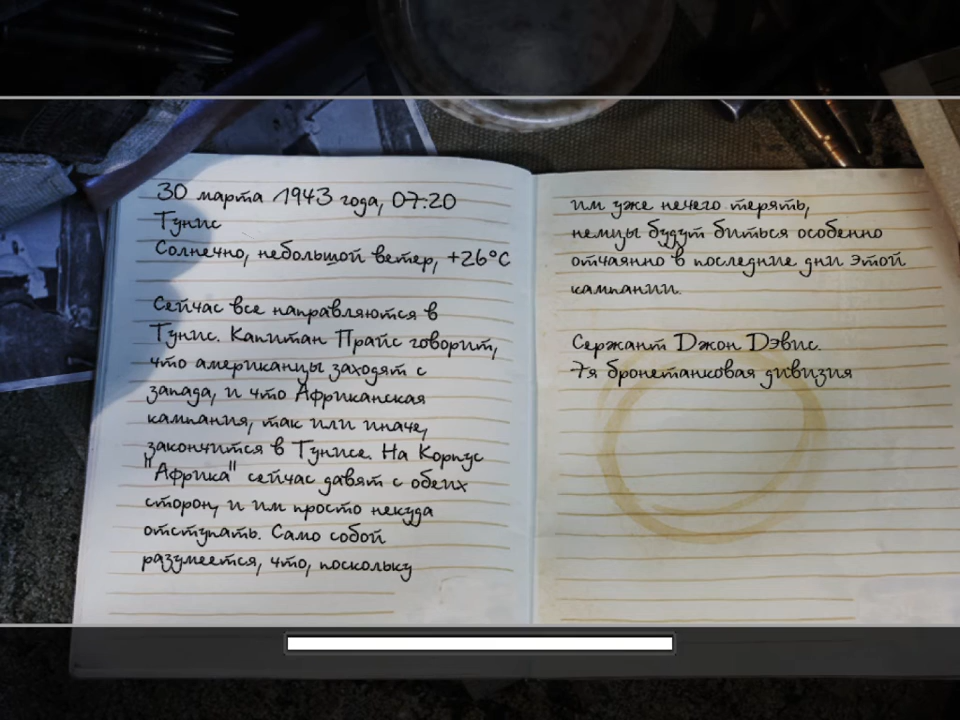 30 марта 1943 года, 07:20
Тунис
Солнечно, небольшой ветер, +26°C
Сейчас все направляются в
Тунис. Капитан Прайс говорит,
что американцы заходят с
запада, и что Африканская
кампания, так или иначе,
закончится в Тунисе. На Корпус
"Африка" сейчас давят с обеих
сторон, и им просто некуда
отступать. Само собой
разумеется, что, поскольку
им уже нечего терять,
немцы будут биться особенно
отчаянно в последние дни этой
кампании.
Сержант Джон Дэвис.
7я бронетанковая дивизия